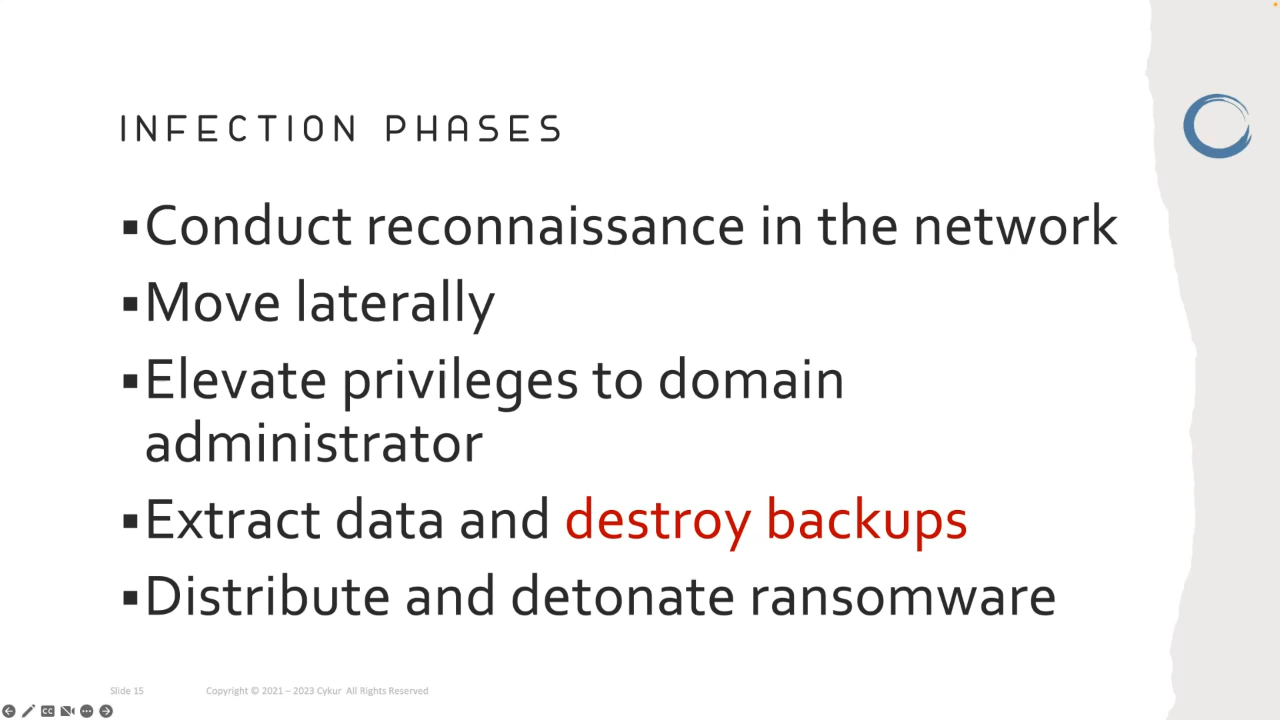 INFECTION PHASES
▪Conduct reconnaissance in the network
▪Move laterally
▪Elevate privileges to domain
administrator
▪Extract data and destroy backups
▪Distribute and detonate ransomware
Slide 15 Copyright © 2021 – 2023 Cykur All Rights Reserved
CC